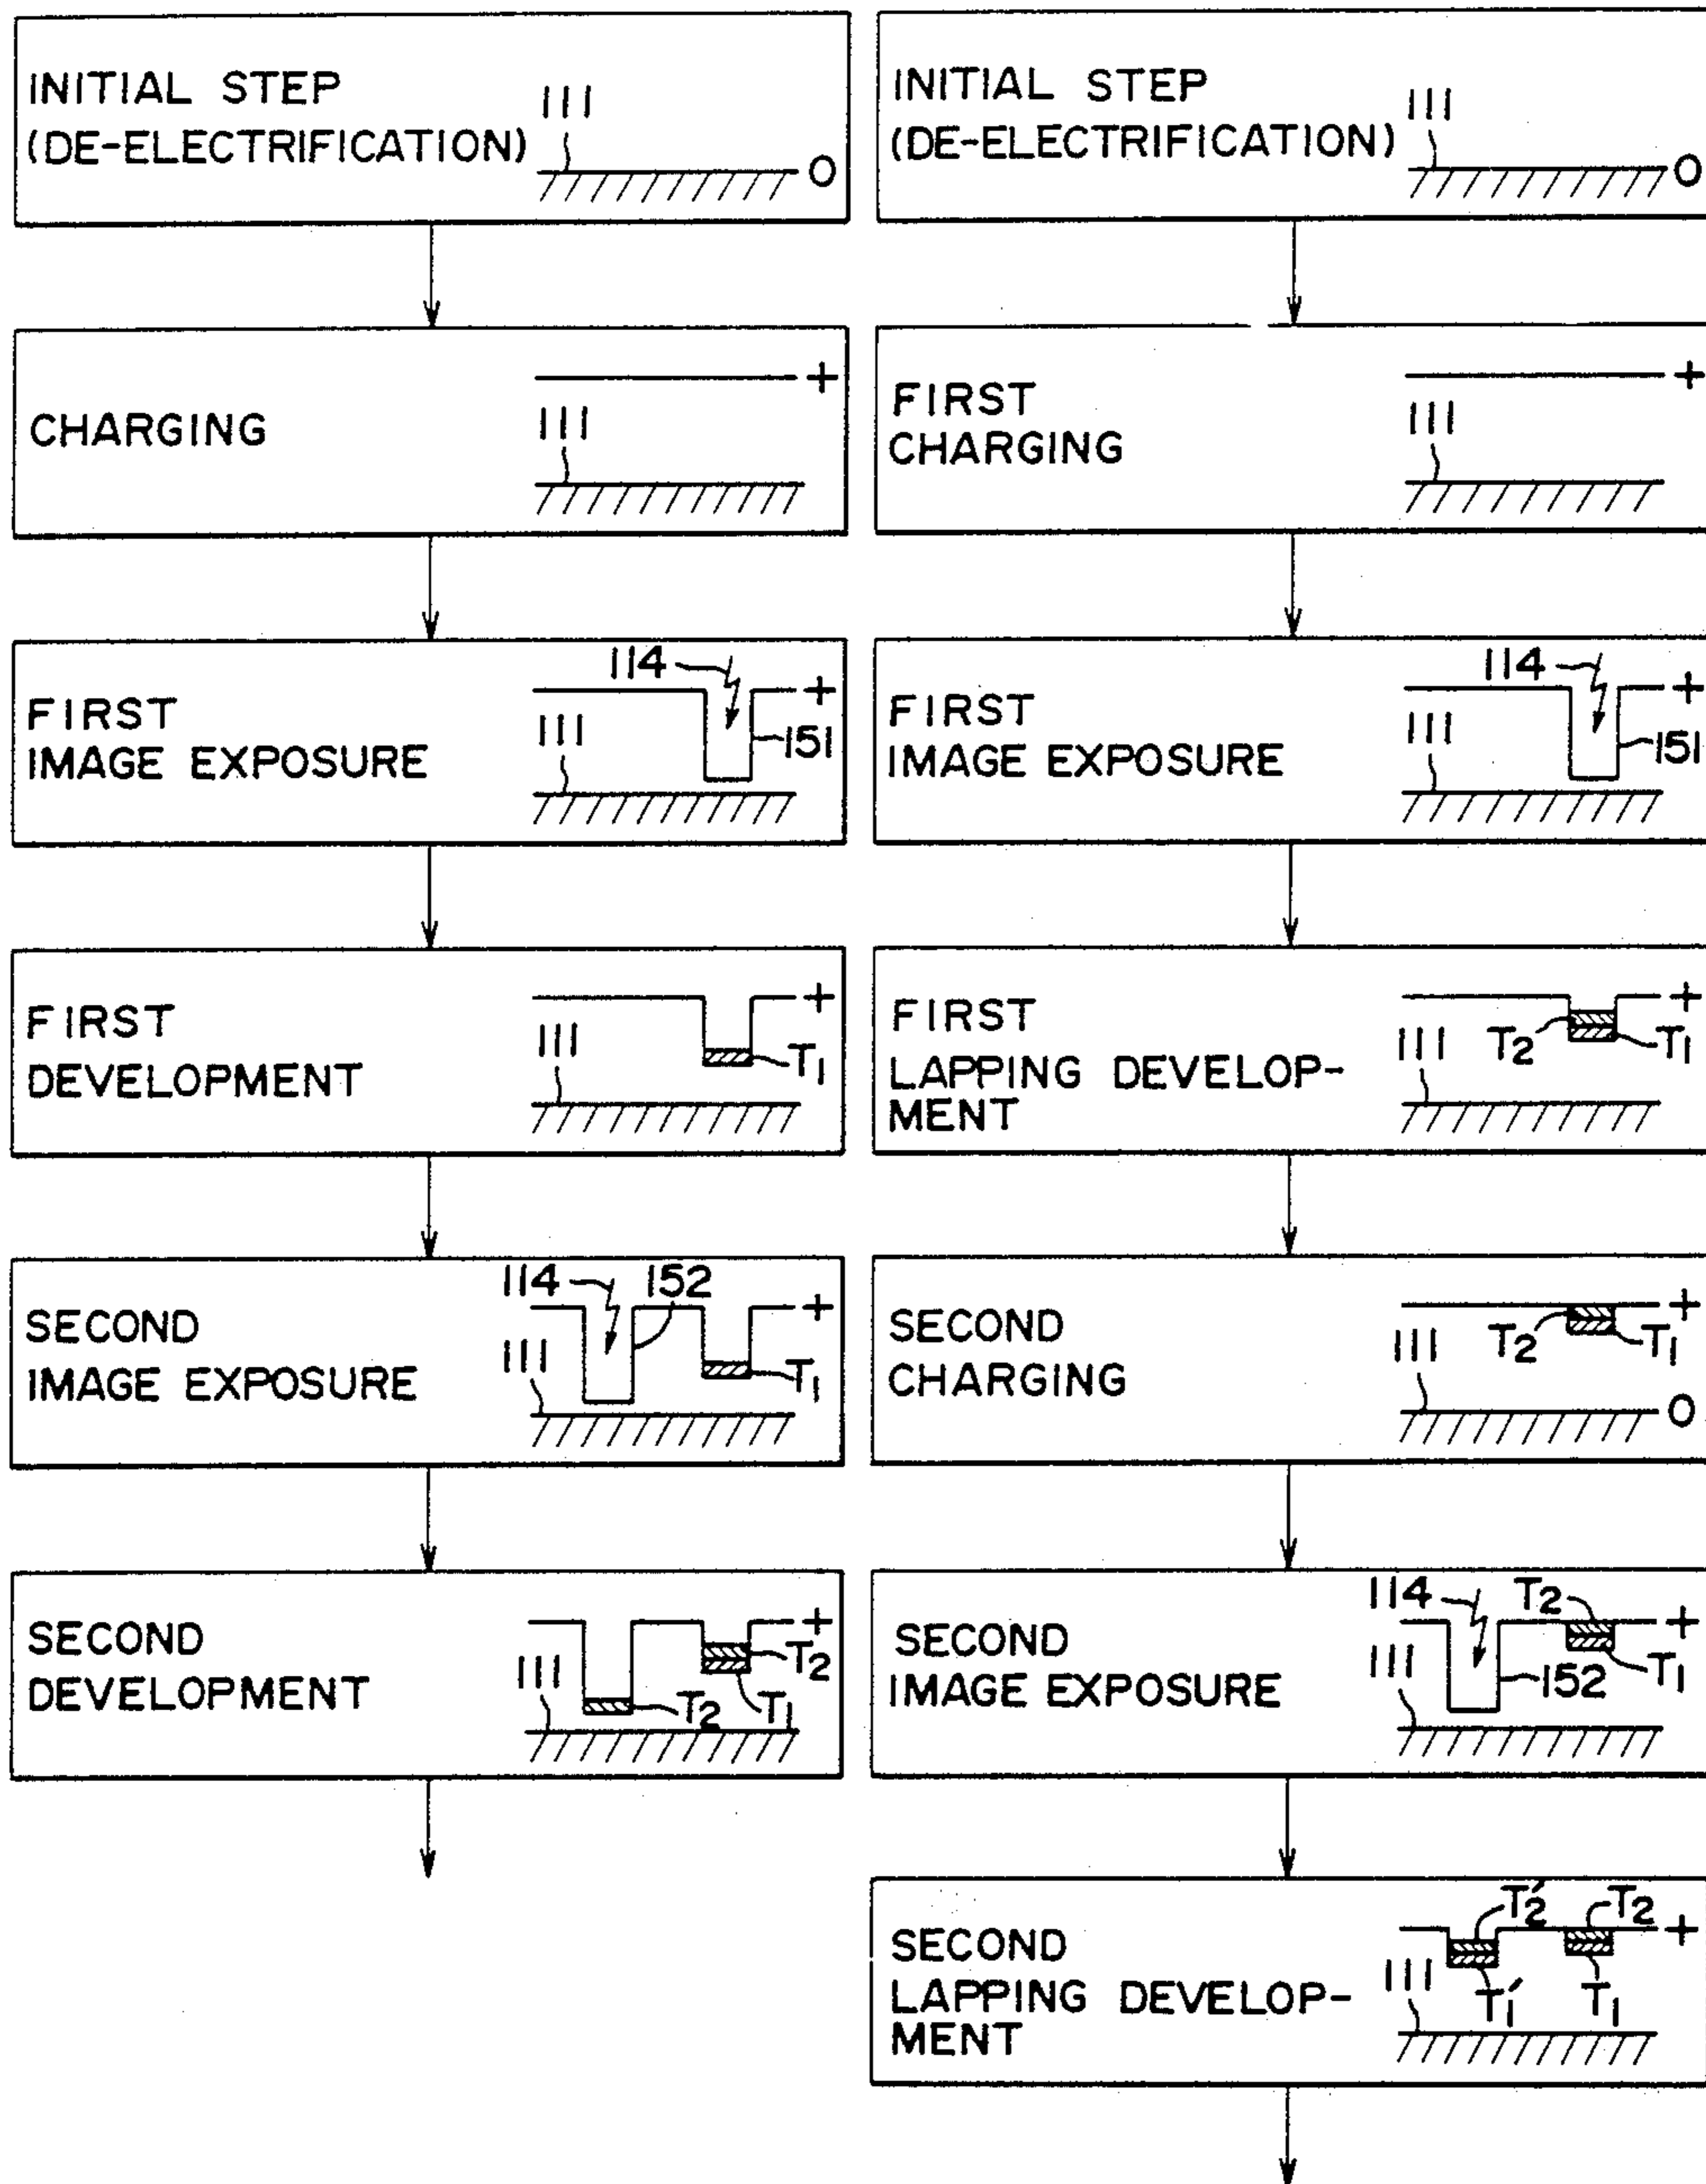 INITIAL STEP
(DE-ELECTRIFICATION)
111
0
CHARGING
+
111
FIRST
IMAGE EXPOSURE
114
+
151
111
FIRST
DEVELOPMENT
+
111
T1
SECOND
IMAGE EXPOSURE
114
152
+
111
T1
SECOND
DEVELOPMENT
+
111
T2
T2
T1
INITIAL STEP
(DE-ELECTRIFICATION)
111
0
FIRST
CHARGING
+
111
FIRST
IMAGE EXPOSURE
114
+
151
111
FIRST
LAPPING DEVELOP-
MENT
+
111
T2
T1
SECOND
CHARGING
+
111
T2
T1
0
SECOND
IMAGE EXPOSURE
114
T2
+
111
152
T1
SECOND
LAPPING DEVELOP-
MENT
T2'
T2
+
111
T1'
T1